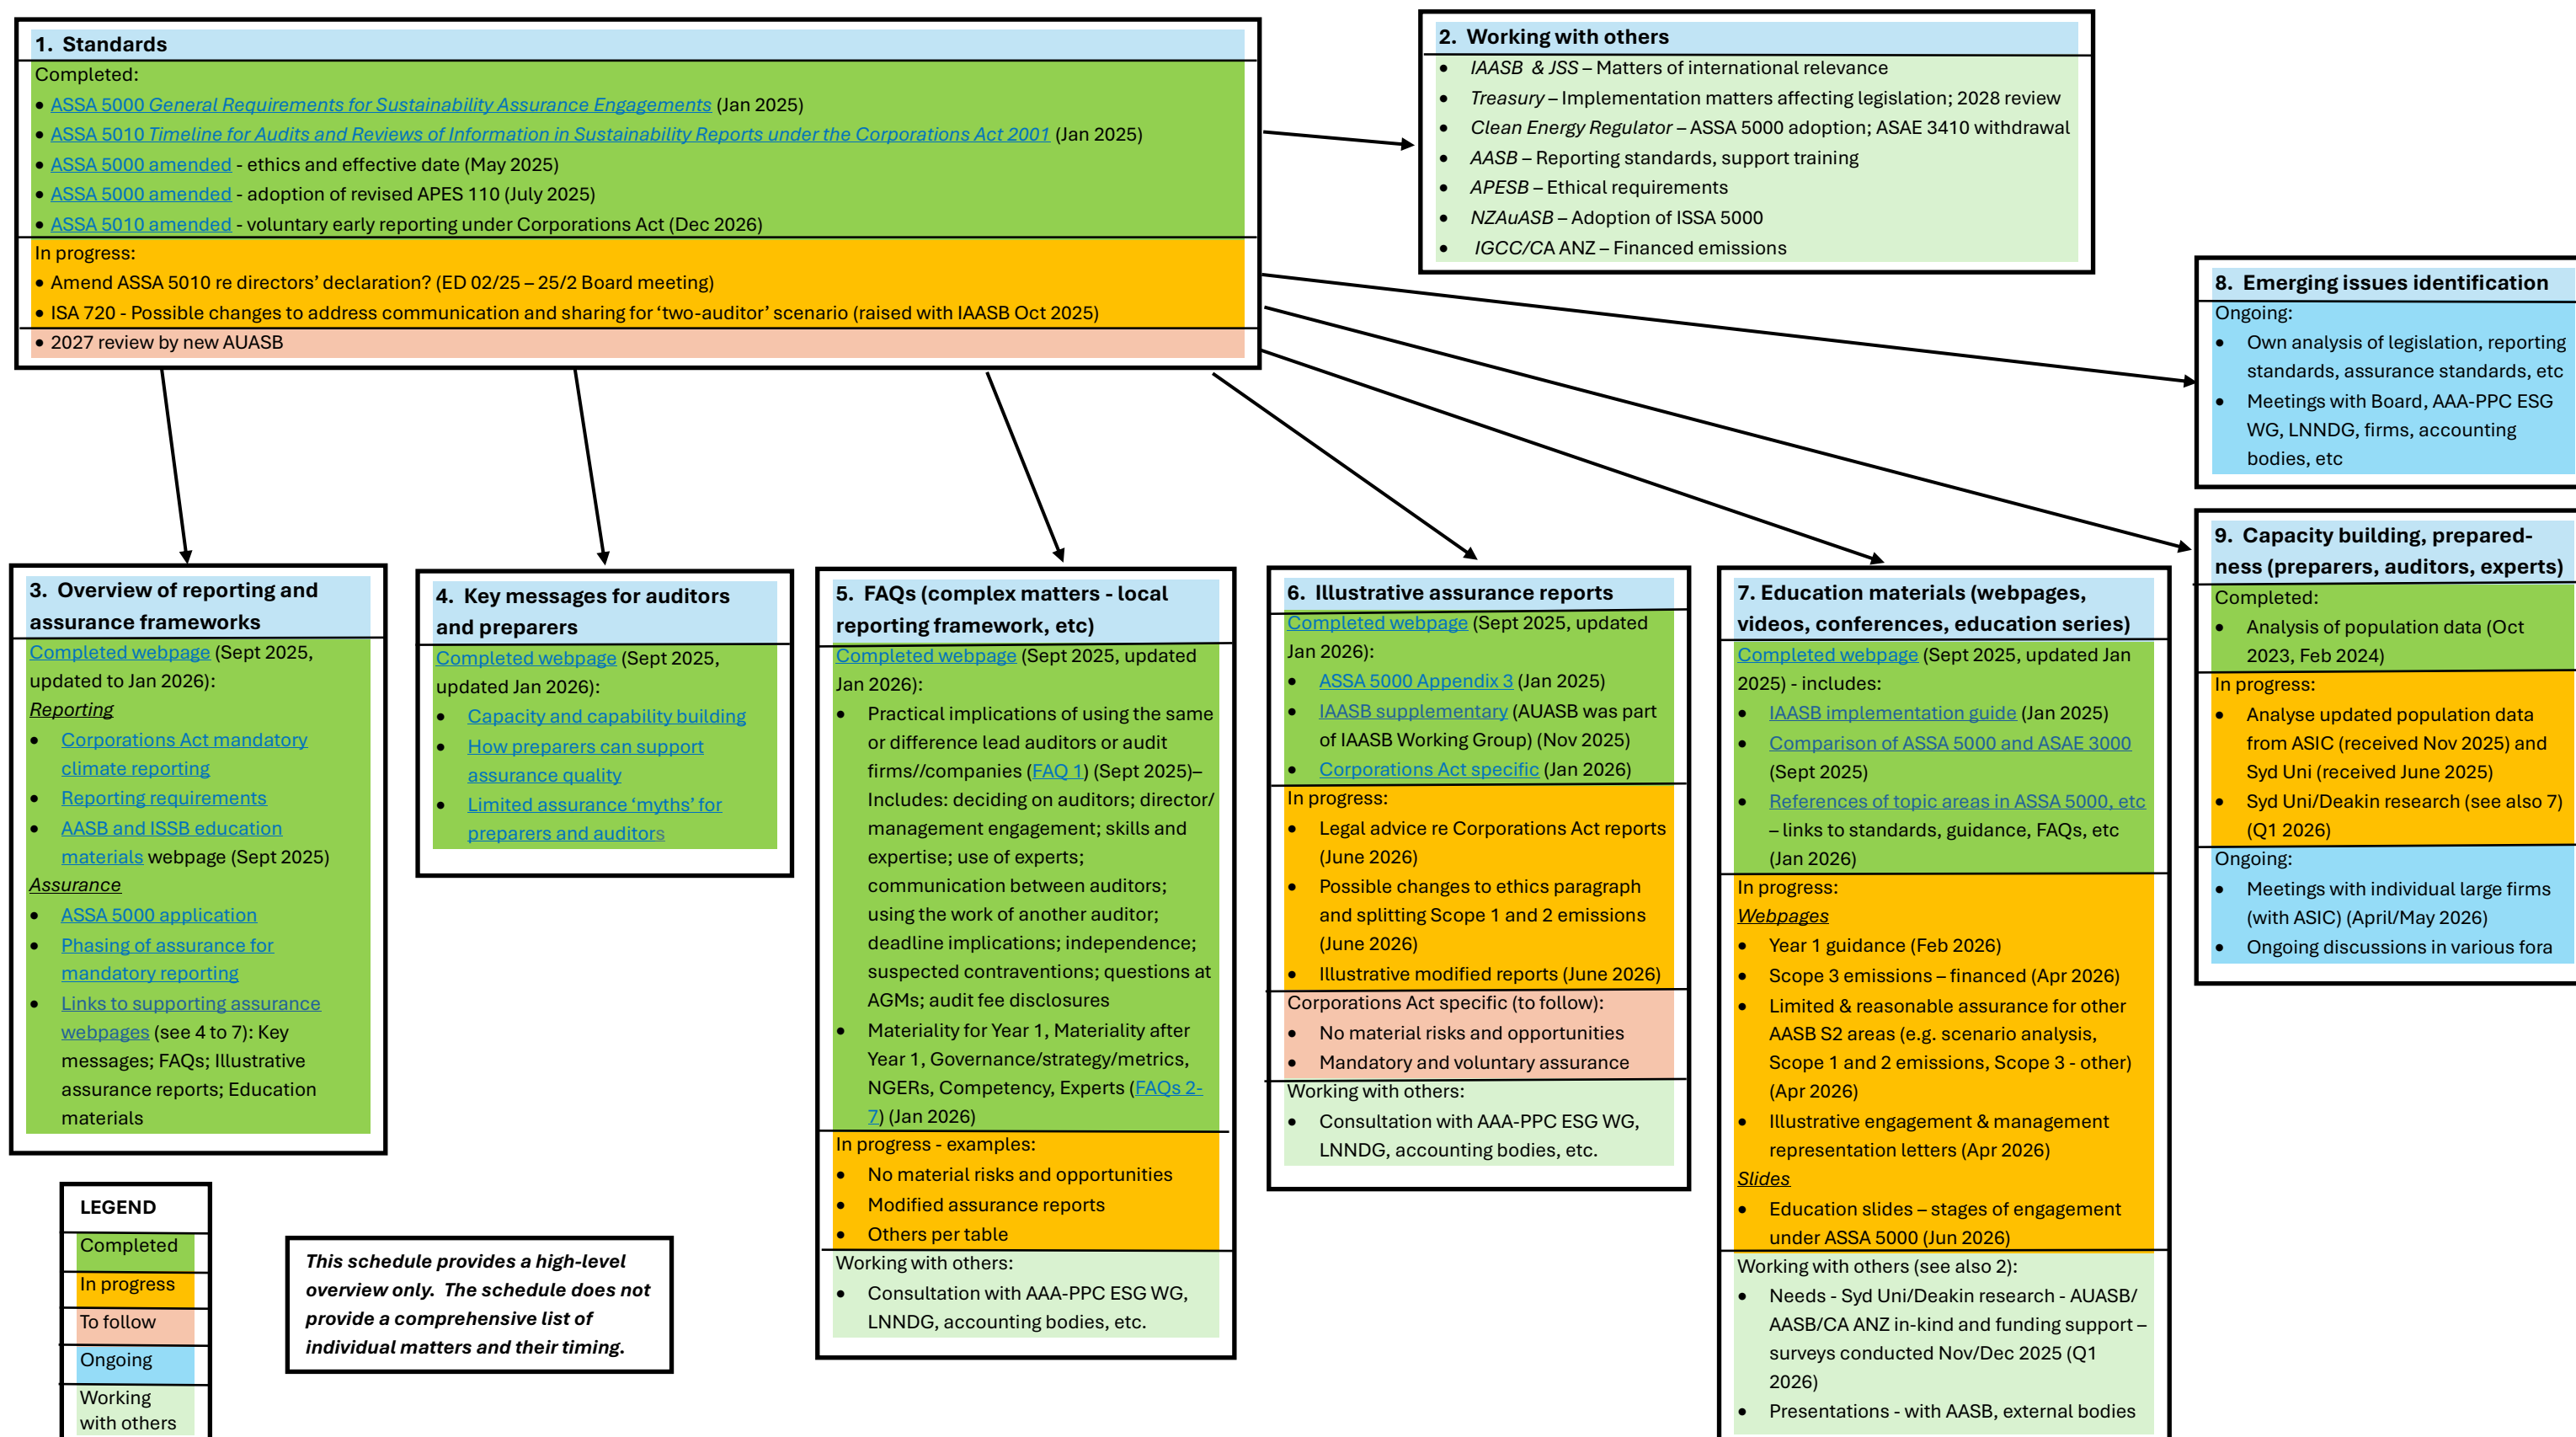 1. Standards
Completed:
• ASSA 5000 General Requirements for Sustainability Assurance Engagements (Jan 2025)
• ASSA 5010 Timeline for Audits and Reviews of Information in Sustainability Reports under the Corporations Act 2001 (Jan 2025)
• ASSA 5000 amended - ethics and effective date (May 2025)
• ASSA 5000 amended - adoption of revised APES 110 (July 2025)
• ASSA 5010 amended - voluntary early reporting under Corporations Act (Dec 2026)
In progress:
• Amend ASSA 5010 re directors’ declaration? (ED 02/25 – 25/2 Board meeting)
• ISA 720 - Possible changes to address communication and sharing for ‘two-auditor’ scenario (raised with IAASB Oct 2025)
• 2027 review by new AUASB
2. Working with others
• IAASB & JSS – Matters of international relevance
• Treasury – Implementation matters affecting legislation; 2028 review
• Clean Energy Regulator – ASSA 5000 adoption; ASAE 3410 withdrawal
• AASB – Reporting standards, support training
• APESB – Ethical requirements
• NZAuASB – Adoption of ISSA 5000
• IGCC/CA ANZ – Financed emissions
3. Overview of reporting and
assurance frameworks
Completed webpage (Sept 2025,
updated to Jan 2026):
Reporting
• Corporations Act mandatory
climate reporting
• Reporting requirements
• AASB and ISSB education
materials webpage (Sept 2025)
Assurance
• ASSA 5000 application
• Phasing of assurance for
mandatory reporting
• Links to supporting assurance
webpages (see 4 to 7): Key
messages; FAQs; Illustrative
assurance reports; Education
materials
4. Key messages for auditors
and preparers
Completed webpage (Sept 2025,
updated Jan 2026):
• Capacity and capability building
• How preparers can support
assurance quality
• Limited assurance ‘myths’ for
preparers and auditors
5. FAQs (complex matters - local
reporting framework, etc)
Completed webpage (Sept 2025, updated
Jan 2026):
• Practical implications of using the same
or difference lead auditors or audit
firms//companies (FAQ 1) (Sept 2025)–
Includes: deciding on auditors; director/
management engagement; skills and
expertise; use of experts;
communication between auditors;
using the work of another auditor;
deadline implications; independence;
suspected contraventions; questions at
AGMs; audit fee disclosures
• Materiality for Year 1, Materiality after
Year 1, Governance/strategy/metrics,
NGERs, Competency, Experts (FAQs 2-
7) (Jan 2026)
In progress - examples:
• No material risks and opportunities
• Modified assurance reports
• Others per table
Working with others:
• Consultation with AAA-PPC ESG WG,
LNNDG, accounting bodies, etc.
6. Illustrative assurance reports
Completed webpage (Sept 2025, updated
Jan 2026):
• ASSA 5000 Appendix 3 (Jan 2025)
• IAASB supplementary (AUASB was part
of IAASB Working Group) (Nov 2025)
• Corporations Act specific (Jan 2026)
In progress:
• Legal advice re Corporations Act reports
(June 2026)
• Possible changes to ethics paragraph
and splitting Scope 1 and 2 emissions
(June 2026)
• Illustrative modified reports (June 2026)
Corporations Act specific (to follow):
• No material risks and opportunities
• Mandatory and voluntary assurance
Working with others:
• Consultation with AAA-PPC ESG WG,
LNNDG, accounting bodies, etc.
7. Education materials (webpages,
videos, conferences, education series)
Completed webpage (Sept 2025, updated Jan
2025) - includes:
• IAASB implementation guide (Jan 2025)
• Comparison of ASSA 5000 and ASAE 3000
(Sept 2025)
• References of topic areas in ASSA 5000, etc
– links to standards, guidance, FAQs, etc
(Jan 2026)
In progress:
Webpages
• Year 1 guidance (Feb 2026)
• Scope 3 emissions – financed (Apr 2026)
• Limited & reasonable assurance for other
AASB S2 areas (e.g. scenario analysis,
Scope 1 and 2 emissions, Scope 3 - other)
(Apr 2026)
• Illustrative engagement & management
representation letters (Apr 2026)
Slides
• Education slides – stages of engagement
under ASSA 5000 (Jun 2026)
Working with others (see also 2):
• Needs - Syd Uni/Deakin research - AUASB/
AASB/CA ANZ in-kind and funding support –
surveys conducted Nov/Dec 2025 (Q1
2026)
• Presentations - with AASB, external bodies
8. Emerging issues identification
Ongoing:
• Own analysis of legislation, reporting
standards, assurance standards, etc
• Meetings with Board, AAA-PPC ESG
WG, LNNDG, firms, accounting
bodies, etc
9. Capacity building, prepared-
ness (preparers, auditors, experts)
Completed:
• Analysis of population data (Oct
2023, Feb 2024)
In progress:
• Analyse updated population data
from ASIC (received Nov 2025) and
Syd Uni (received June 2025)
• Syd Uni/Deakin research (see also 7)
(Q1 2026)
Ongoing:
• Meetings with individual large firms
(with ASIC) (April/May 2026)
• Ongoing discussions in various fora
LEGEND
Completed
In progress
To follow
Ongoing
Working
with others
This schedule provides a high-level
overview only. The schedule does not
provide a comprehensive list of
individual matters and their timing.